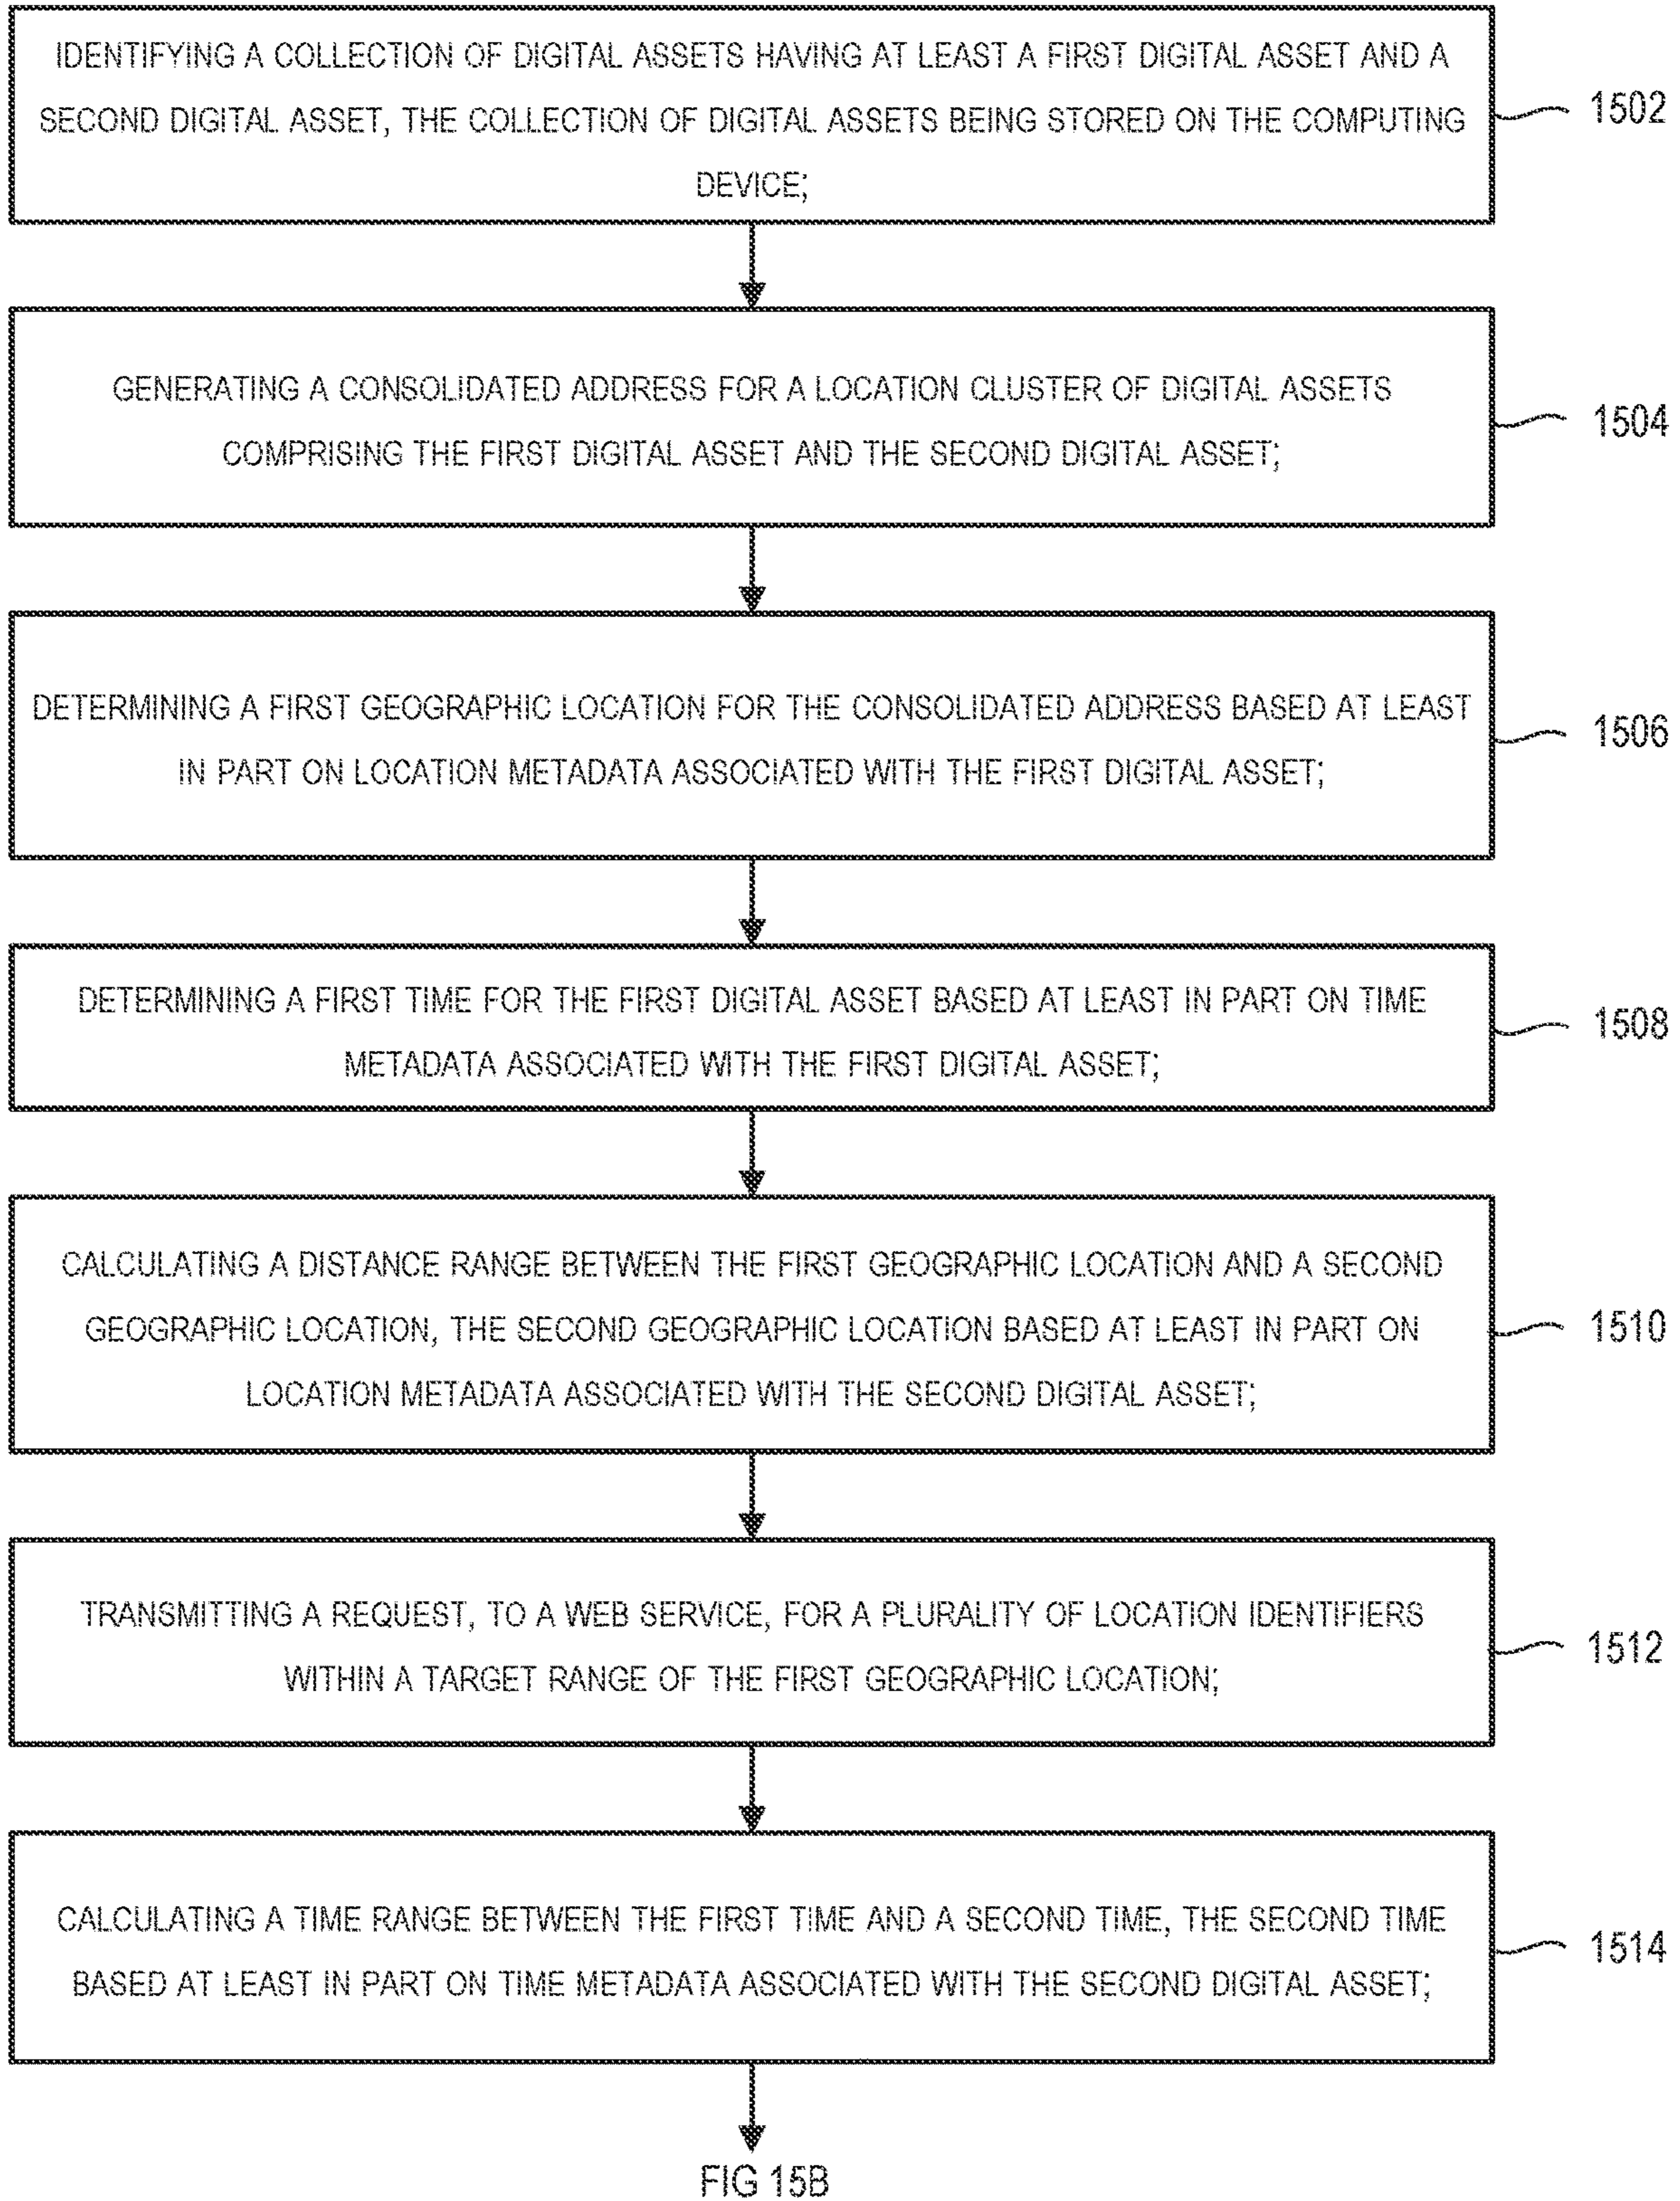 IDENTIFYING A COLLECTION OF DIGITAL ASSETS HAVING AT LEAST A FIRST DIGITAL ASSET AND A
SECOND DIGITAL ASSET, THE COLLECTION OF DIGITAL ASSETS BEING STORED ON THE COMPUTING
DEVICE;
1502
GENERATING A CONSOLIDATED ADDRESS FOR A LOCATION CLUSTER OF DIGITAL ASSETS
COMPRISING THE FIRST DIGITAL ASSET AND THE SECOND DIGITAL ASSET;
1504
DETERMINING A FIRST GEOGRAPHIC LOCATION FOR THE CONSOLIDATED ADDRESS BASED AT LEAST
IN PART ON LOCATION METADATA ASSOCIATED WITH THE FIRST DIGITAL ASSET;
1506
DETERMINING A FIRST TIME FOR THE FIRST DIGITAL ASSET BASED AT LEAST IN PART ON TIME
METADATA ASSOCIATED WITH THE FIRST DIGITAL ASSET;
1508
CALCULATING A DISTANCE RANGE BETWEEN THE FIRST GEOGRAPHIC LOCATION AND A SECOND
GEOGRAPHIC LOCATION, THE SECOND GEOGRAPHIC LOCATION BASED AT LEAST IN PART ON
LOCATION METADATA ASSOCIATED WITH THE SECOND DIGITAL ASSET;
1510
TRANSMITTING A REQUEST, TO A WEB SERVICE, FOR A PLURALITY OF LOCATION IDENTIFIERS
WITHIN A TARGET RANGE OF THE FIRST GEOGRAPHIC LOCATION;
1512
CALCULATING A TIME RANGE BETWEEN THE FIRST TIME AND A SECOND TIME, THE SECOND TIME
BASED AT LEAST IN PART ON TIME METADATA ASSOCIATED WITH THE SECOND DIGITAL ASSET;
1514
FIG 15B